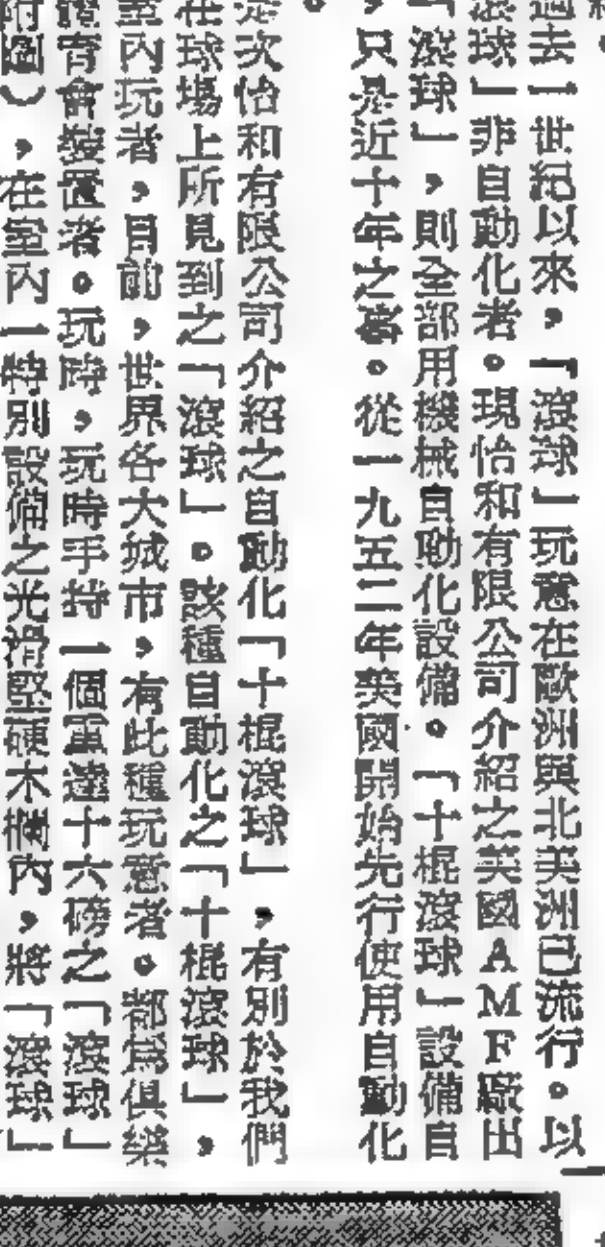 過去一世紀以來，「滾球」玩意在歐洲與北美洲已流行。以
滾球」非自動化者。現怡和有限公司介紹之美國AMF廠出
「滾球」，則全部用機械自動化設備。「十棍滾球」設備自
，只是近十年之事。從一九五二年美國開始先行使用自動化
是次怡和有限公司介紹之自動化「十棍滾球」，有別於我們
在球場上所見到之「滾球」。該種自動化之「十棍滾球」，
室內玩者，目前，世界各大城市，有此種玩意者。都為俱樂
體育會裝置者。玩時，玩時手持一個重達十六磅之「滾球」
附圖），在室內一特別設備之光滑堅硬木槽內，將「滾球」